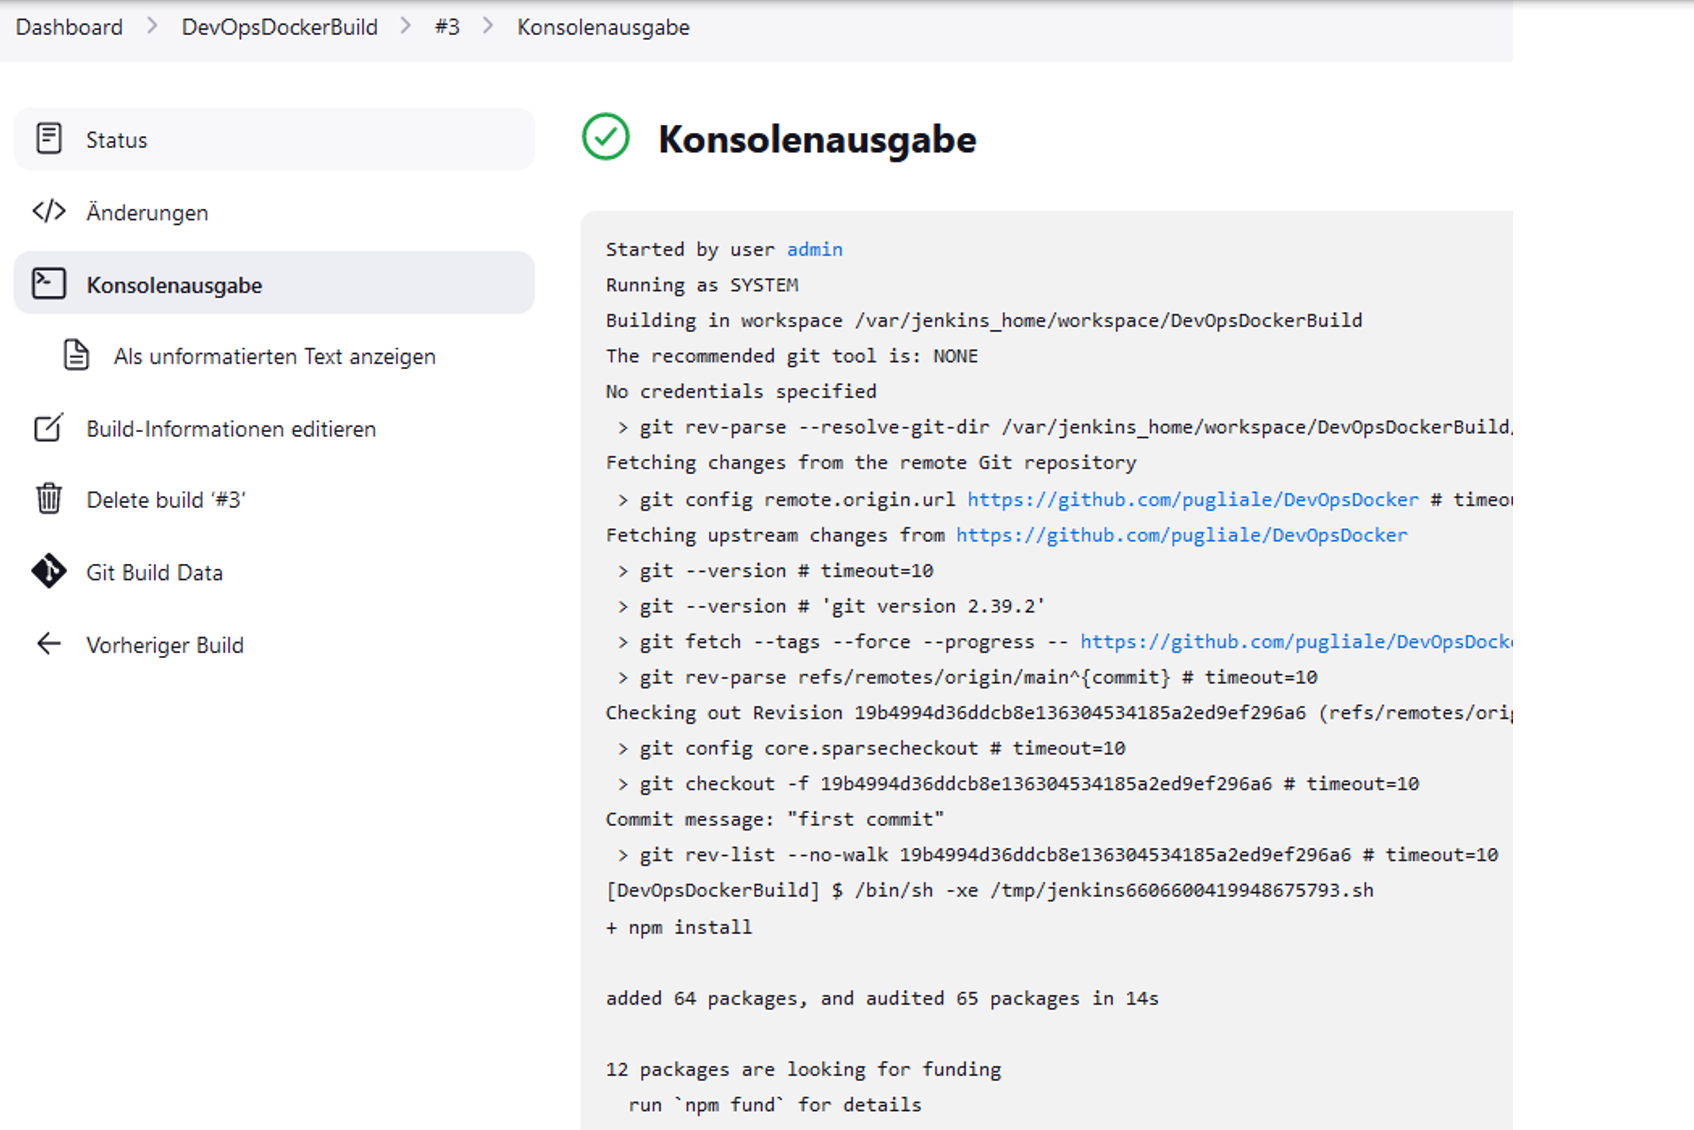 Dashboard > DevOpsDockerBuild > #3 > Konsolenausgabe
Status
Änderungen
Konsolenausgabe
Als unformatierten Text anzeigen
Build-Informationen editieren
Delete build ‘#3’
Git Build Data
Vorheriger Build
Konsolenausgabe
Started by user admin
Running as SYSTEM
Building in workspace /var/jenkins_home/workspace/DevOpsDockerBuild
The recommended git tool is: NONE
No credentials specified
> git rev-parse --resolve-git-dir /var/jenkins_home/workspace/DevOpsDockerBuild/
Fetching changes from the remote Git repository
> git config remote.origin.url https://github.com/pugliale/DevOpsDocker # timeou
Fetching upstream changes from https://github.com/pugliale/DevOpsDocker
> git --version # timeout=10
> git --version # 'git version 2.39.2'
> git fetch --tags --force --progress -- https://github.com/pugliale/DevOpsDocke
> git rev-parse refs/remotes/origin/main^{commit} # timeout=10
Checking out Revision 19b4994d36ddcb8e136304534185a2ed9ef296a6 (refs/remotes/orig
> git config core.sparsecheckout # timeout=10
> git checkout -f 19b4994d36ddcb8e136304534185a2ed9ef296a6 # timeout=10
Commit message: "first commit"
> git rev-list --no-walk 19b4994d36ddcb8e136304534185a2ed9ef296a6 # timeout=10
[DevOpsDockerBuild] $ /bin/sh -xe /tmp/jenkins6606600419948675793.sh
+ npm install
added 64 packages, and audited 65 packages in 14s
12 packages are looking for funding
run `npm fund` for details